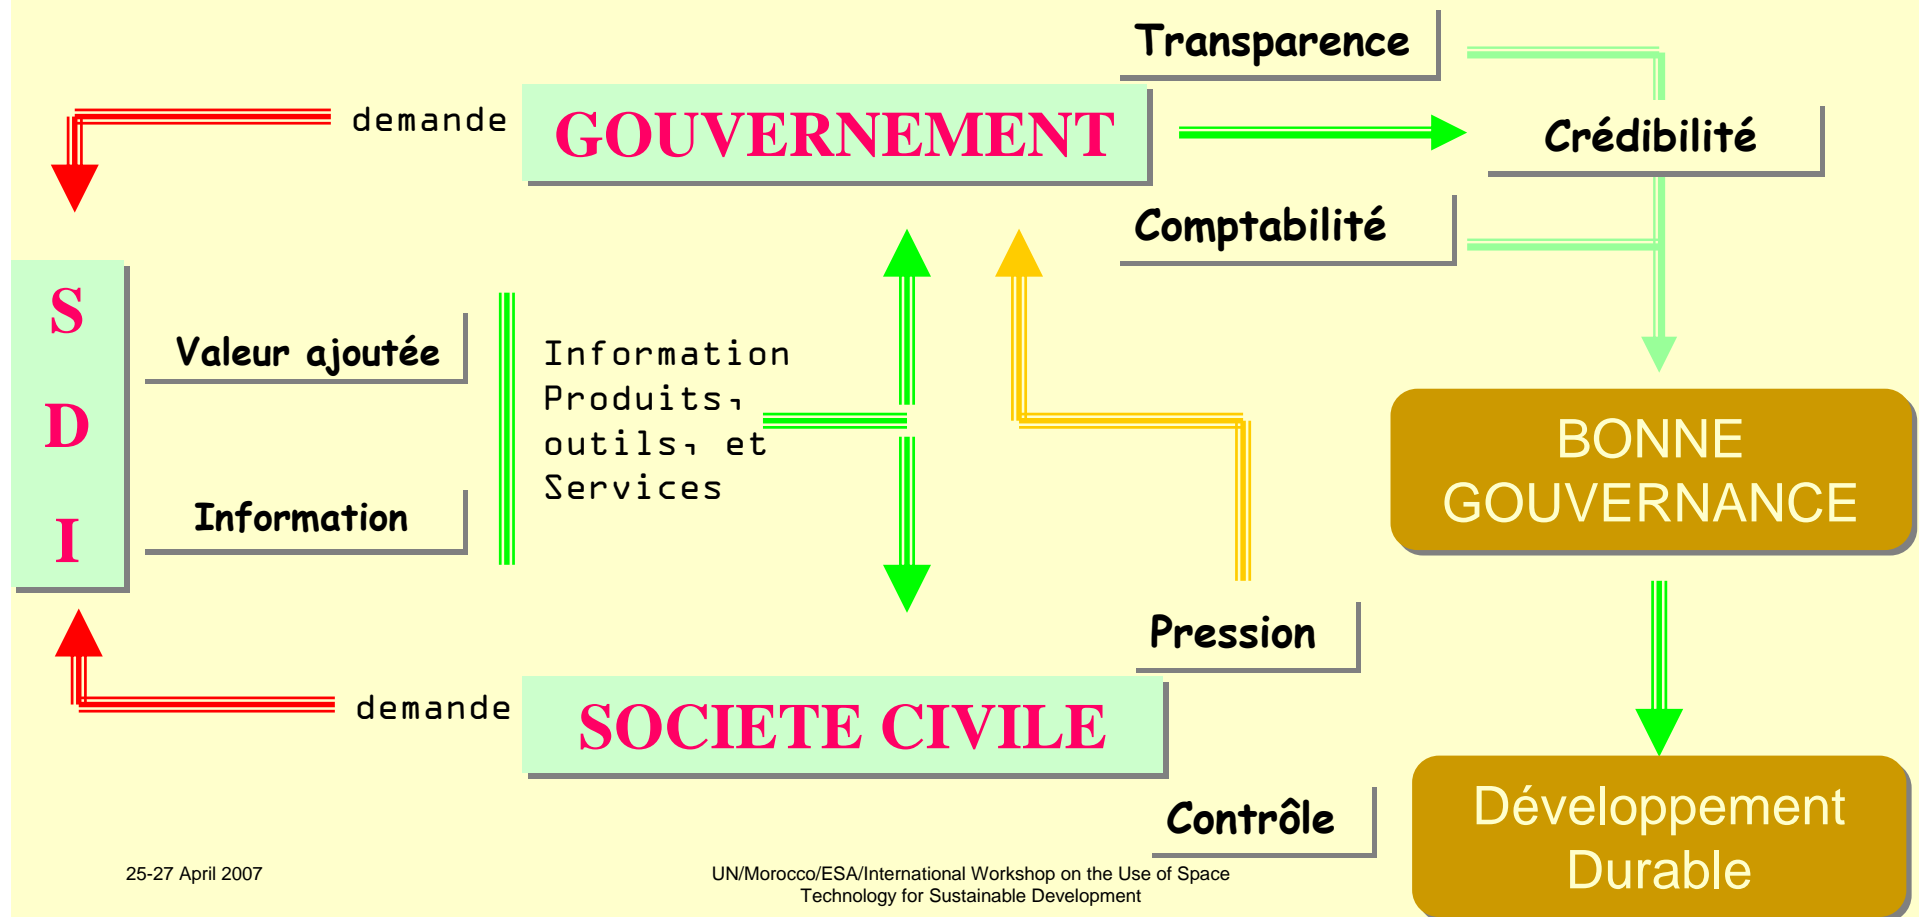 Transparence
demande
GOUVERNEMENT
Crédibilité
Comptabilité
S
D
I
Valeur ajoutée
Information
Information
Produits,
outils, et
Services
BONNE
GOUVERNANCE
Pression
demande
SOCIETE CIVILE
Contrôle
Développement
Durable
25-27 April 2007
UN/Morocco/ESA/International Workshop on the Use of Space
Technology for Sustainable Development